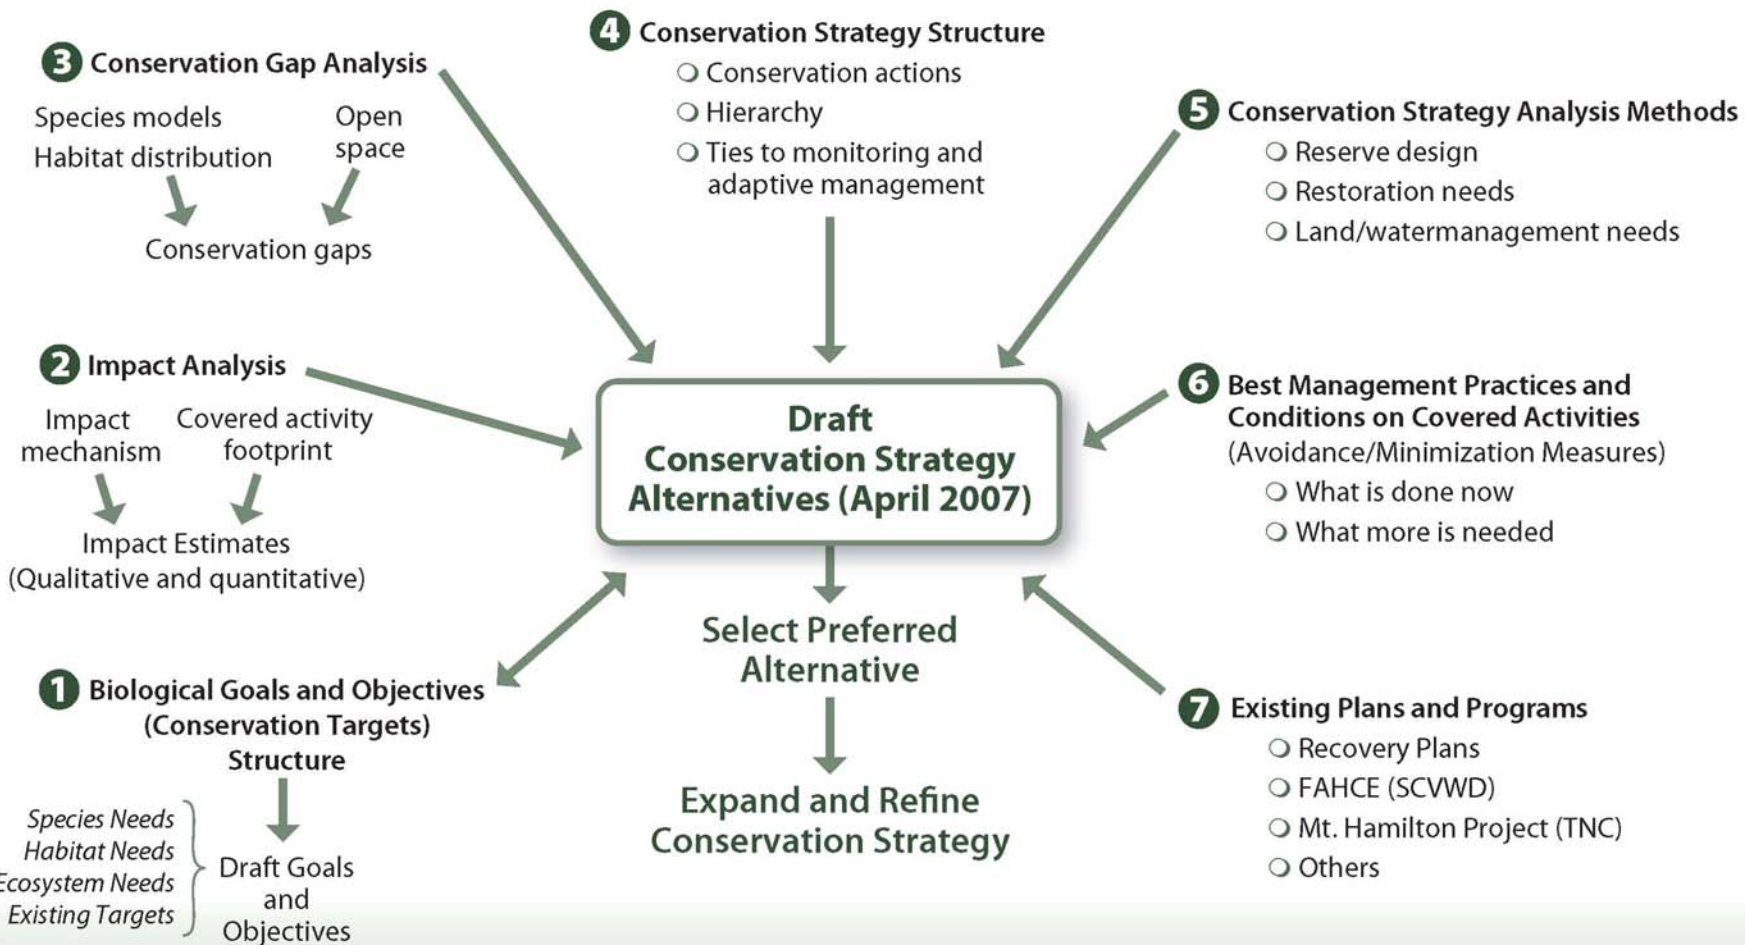 3 Conservation Gap Analysis
Species models
Habitat distribution
Open
space
Conservation gaps
4 Conservation Strategy Structure
Conservation actions
Hierarchy
Ties to monitoring and
adaptive management
5 Conservation Strategy Analysis Methods
Reserve design
Restoration needs
Land/watermanagement needs
2 Impact Analysis
Impact
mechanism
Covered activity
footprint
Impact Estimates
(Qualitative and quantitative)
Draft
Conservation Strategy
Alternatives (April 2007)
6 Best Management Practices and
Conditions on Covered Activities
(Avoidance/Minimization Measures)
What is done now
What more is needed
1 Biological Goals and Objectives
(Conservation Targets)
Structure
Species Needs
Habitat Needs
Ecosystem Needs
Existing Targets
Draft Goals
and
Objectives
Select Preferred
Alternative
Expand and Refine
Conservation Strategy
7 Existing Plans and Programs
Recovery Plans
FAHCE (SCVWD)
Mt. Hamilton Project (TNC)
Others